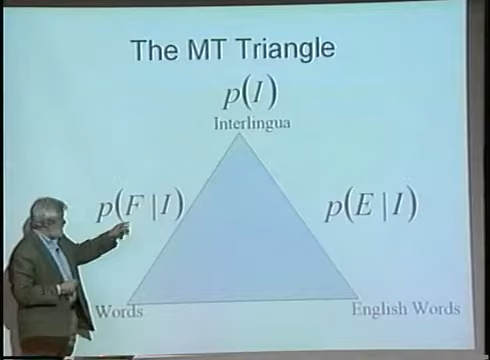 The MT Triangle
p(I)
Interlingua
p(F|I)
p(E|I)
Words
English Words